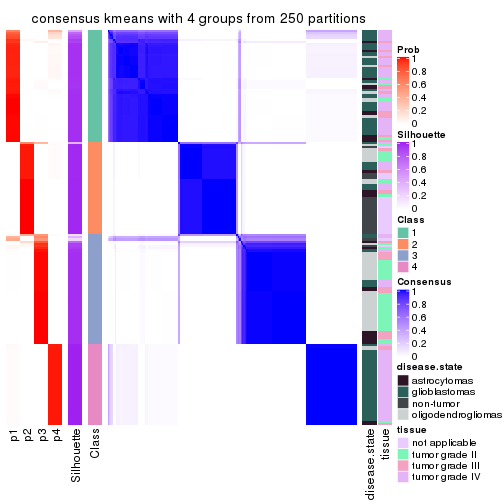 consensus kmeans with 4 groups from 250 partitions
Prob
1
0.8
0.6
0.4
0.2
0
Silhouette
1
0.8
0.6
0.4
0.2
0
Class
1
2
3
4
Consensus
1
0.8
0.6
0.4
0.2
0
disease.state
astrocytomas
glioblastomas
non-tumor
oligodendrogliomas
tissue
not applicable
tumor grade II
tumor grade III
tumor grade IV
p1
p2
p3
p4
Silhouette
Class
disease.state
tissue